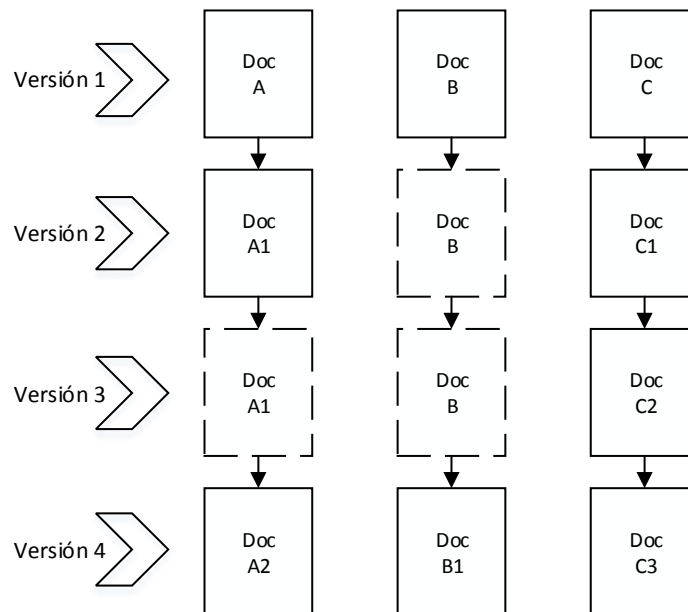 Versión 1
Doc
A
Doc
B
Doc
C
Versión 2
Doc
A1
Doc
B
Doc
C1
Versión 3
Doc
A1
Doc
B
Doc
C2
Versión 4
Doc
A2
Doc
B1
Doc
C3